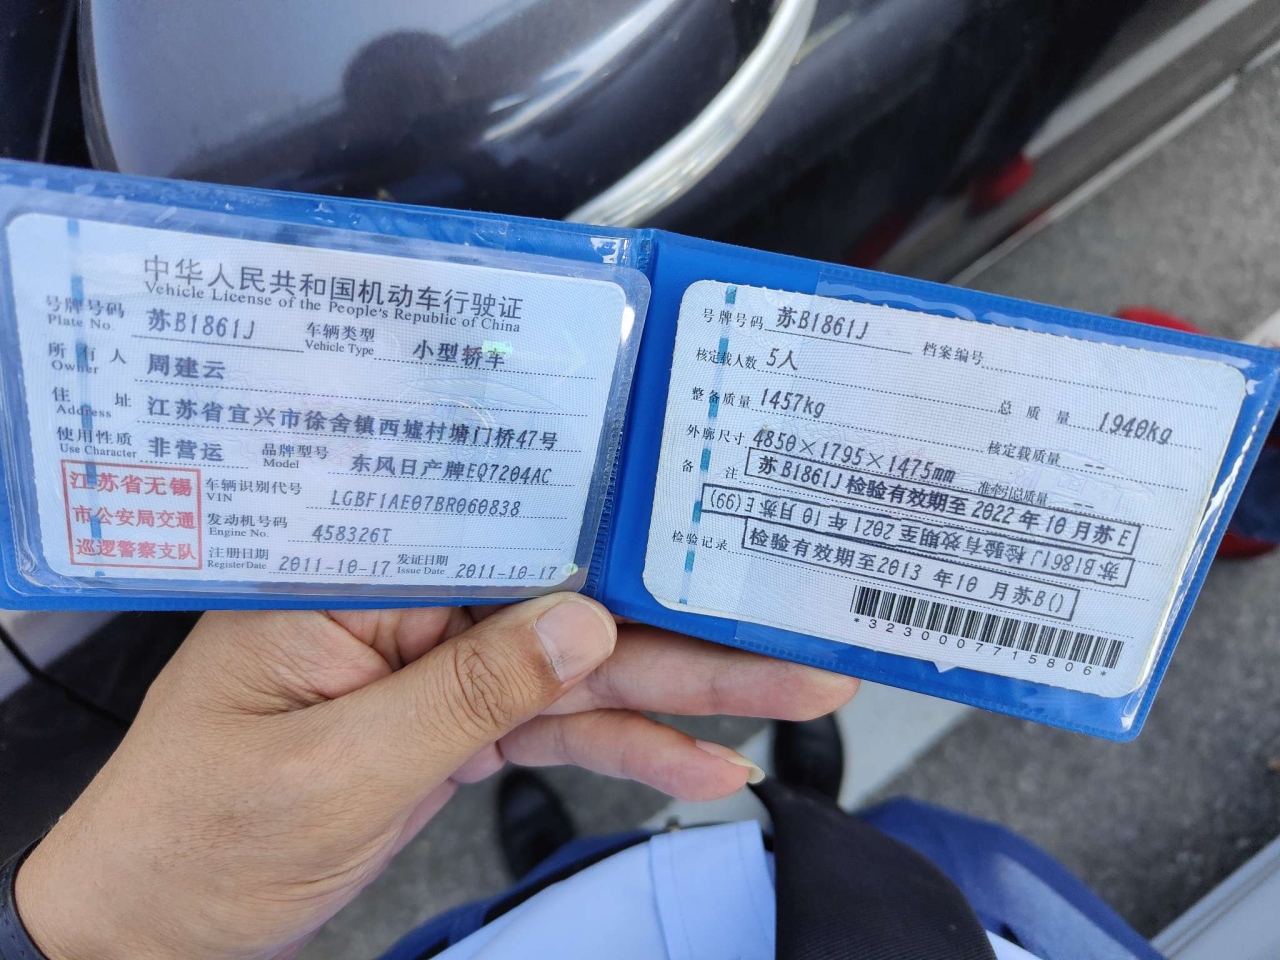 中华人民共和国机动车行驶证
Vehicle License of the People's Republic of China
号牌号码 苏B1861J 车辆类型 小型轿车
Plate No. Vehicle Type
所有人 周建云
Owner
住址 江苏省宜兴市徐舍镇西墟村塘门桥47号
Address
使用性质 非营运 品牌型号 东风日产牌EQ7204AC
Use Character Model
江苏省无锡
市公安局交通
巡逻警察支队
车辆识别代号 LGBF1AE07BR060838
VIN
发动机号码 458326T
Engine No.
注册日期 2011-10-17 发证日期 2011-10-17
Register Date Issue Date
号牌号码 苏B1861J 档案编号
核定载人数 5人 总质量 1940kg
整备质量 1457kg 核定载质量 --
外廓尺寸 4850×1795×1475mm 准牵引总质量
备注 苏B1861J检验有效期至2022年10月苏E
苏B1861J检验有效期至2021年10月苏E(99)
检验记录 检验有效期至2013 年10 月苏B()
*3230007715806*